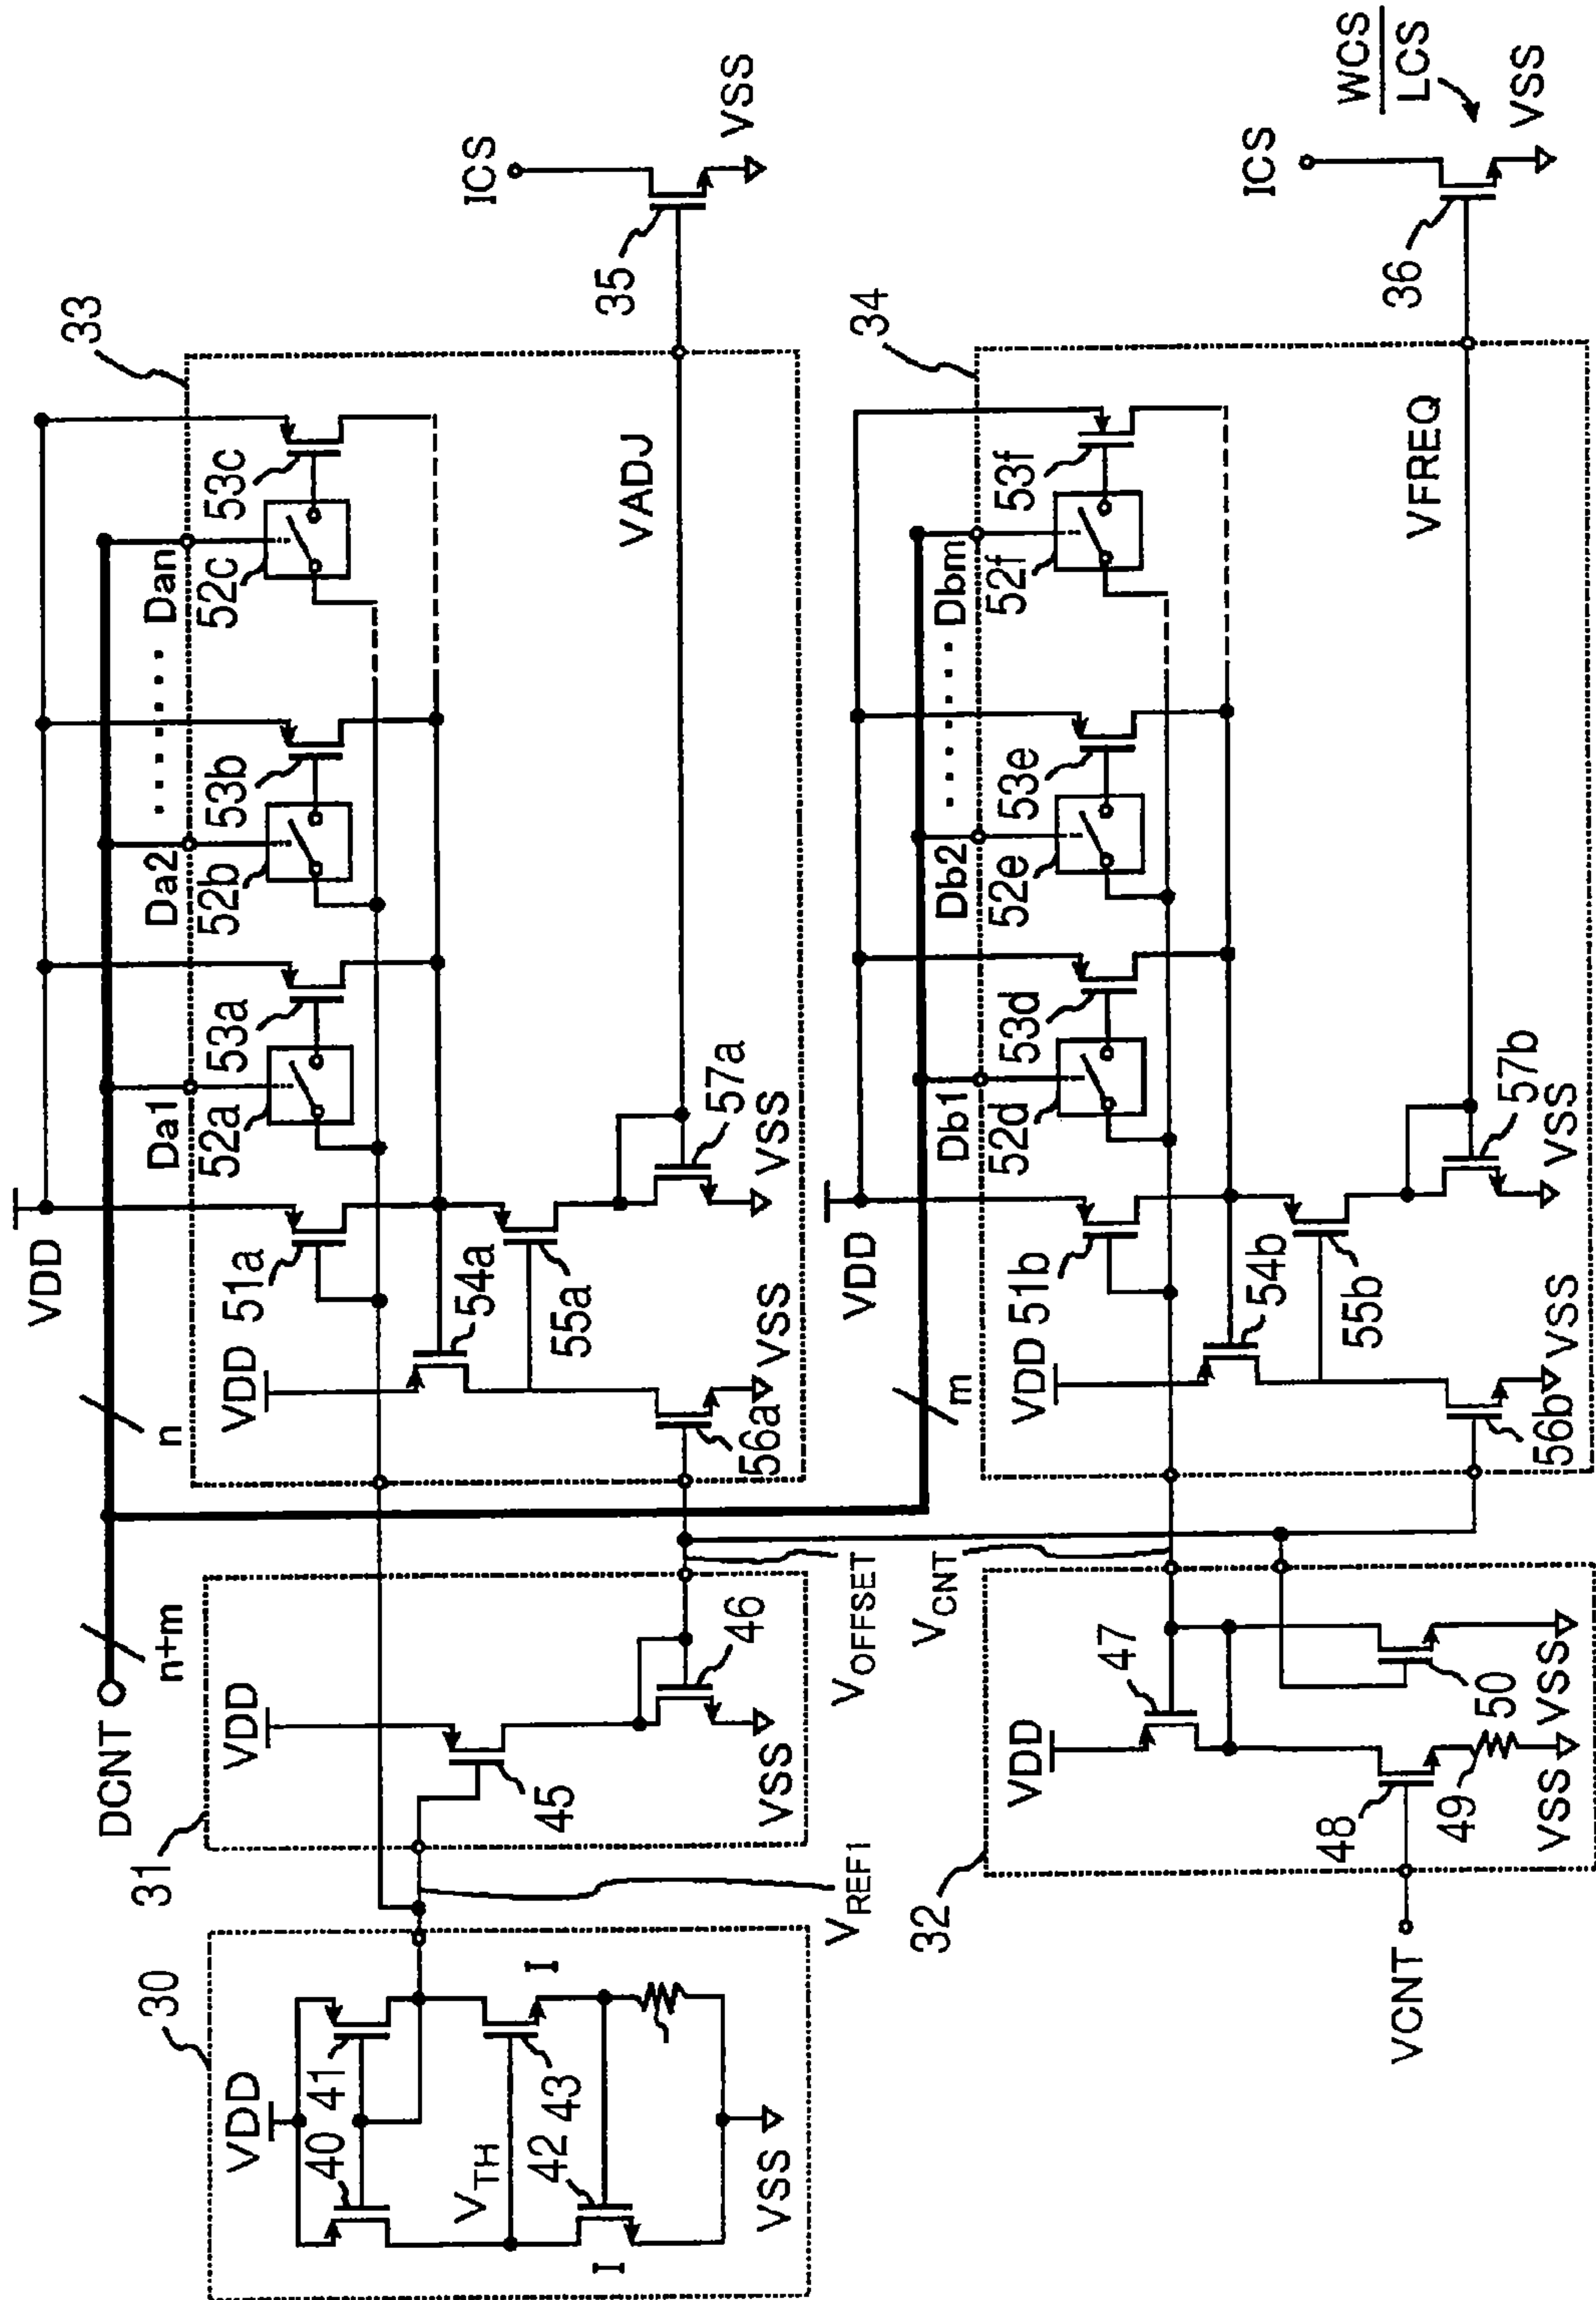 DCNT
n+m
n
m
30
VDD
40
41
VTH
42
43
I
I
VSS
VREF1
31
VDD
45
46
VSS
VOFFSET
VCNT
32
VDD
47
48
49
50
VSS
VSS
VCNT
33
VDD
VDD
51a
Da1
Da2
.......
Dan
52a
53a
52b
53b
52c
53c
54a
55a
56a
57a
VSS
VSS
VADJ
35
ICS
VSS
34
VDD
VDD
51b
Db1
Db2
.......
Dbm
52d
53d
52e
53e
52f
53f
54b
55b
56b
57b
VSS
VSS
VFREQ
36
ICS
VSS
WCS
LCS